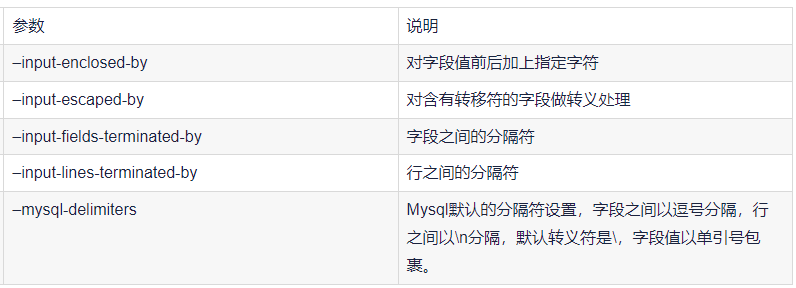 参数 说明
–input-enclosed-by 对字段值前后加上指定字符
–input-escaped-by 对含有转移符的字段做转义处理
–input-fields-terminated-by 字段之间的分隔符
–input-lines-terminated-by 行之间的分隔符
–mysql-delimiters Mysql默认的分隔符设置，字段之间以逗号分隔，行
之间以\n分隔，默认转义符是\，字段值以单引号包
裹。